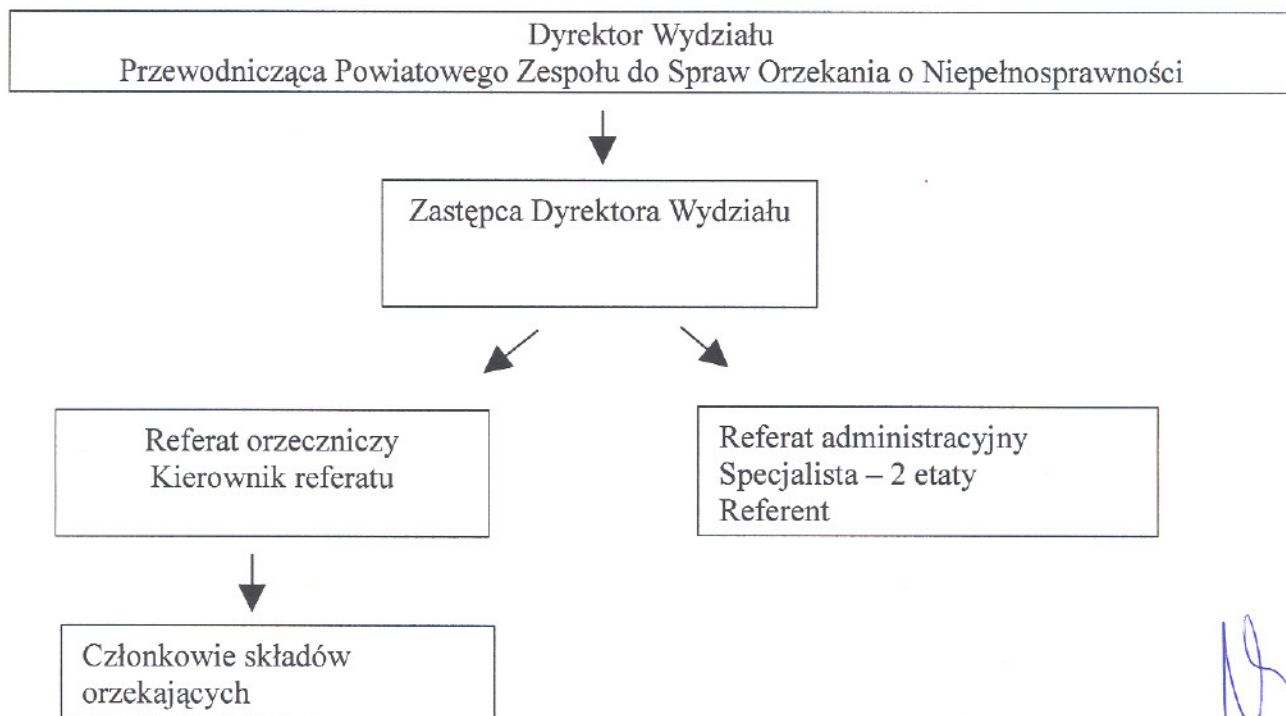 Dyrektor Wydziału
Przewodnicząca Powiatowego Zespołu do Spraw Orzekania o Niepełnosprawności
Zastępca Dyrektora Wydziału
Referat orzeczniczy
Kierownik referatu
Referat administracyjny
Specjalista – 2 etaty
Referent
Członkowie składów
orzekających